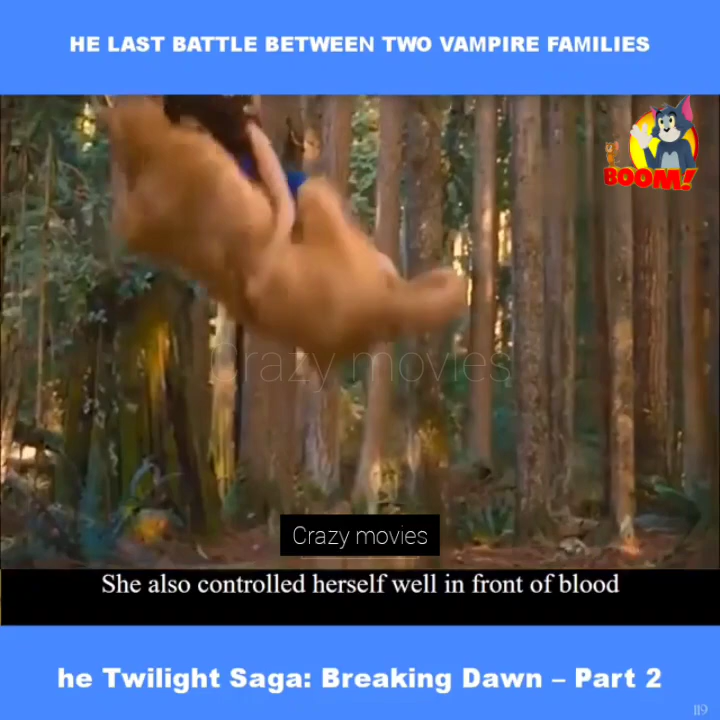 HE LAST BATTLE BETWEEN TWO VAMPIRE FAMILIES
BOOM!
Crazy movies
Crazy movies
She also controlled herself well in front of blood
he Twilight Saga: Breaking Dawn – Part 2
119